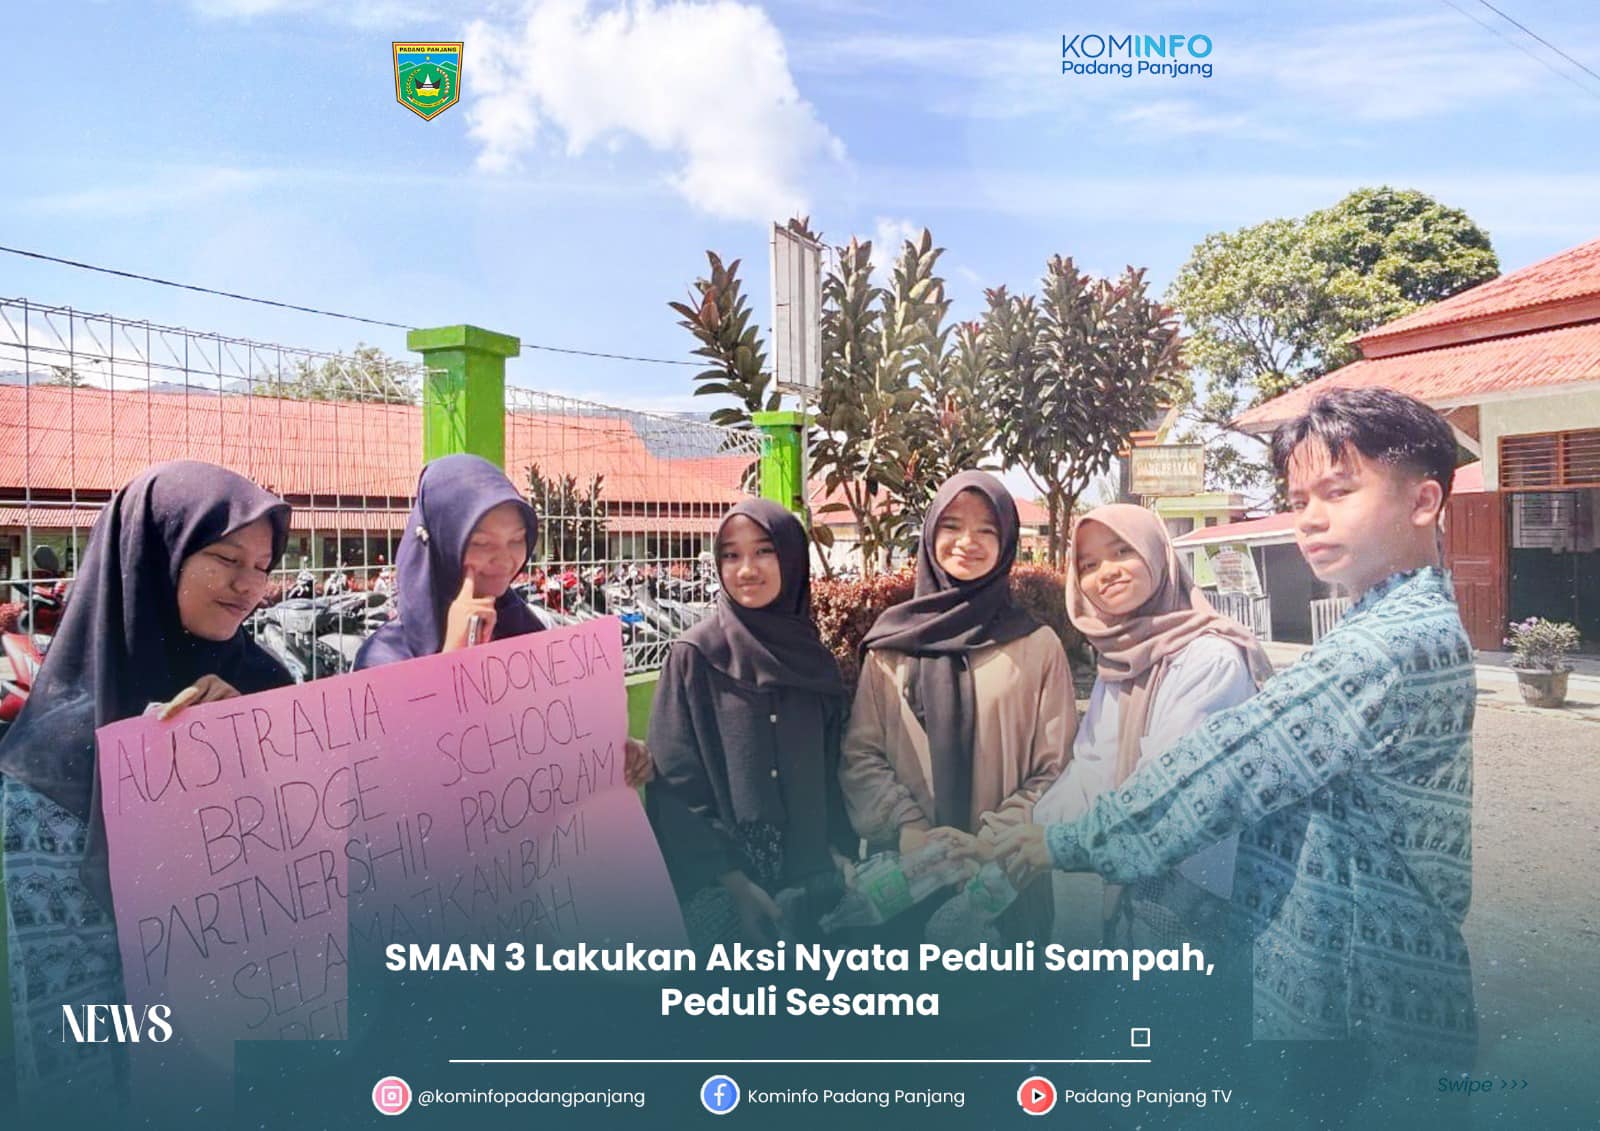 PADANG PANJANG
KOMINFO
Padang Panjang
AUSTRALIA – INDONESIA
BRIDGE SCHOOL
PARTNERSHIP PROGRAM
SELAMATKAN BUMI
SMAN 3 Lakukan Aksi Nyata Peduli Sampah,
Peduli Sesama
NEWS
@kominfopadangpanjang
Kominfo Padang Panjang
Padang Panjang TV
Swipe >>>